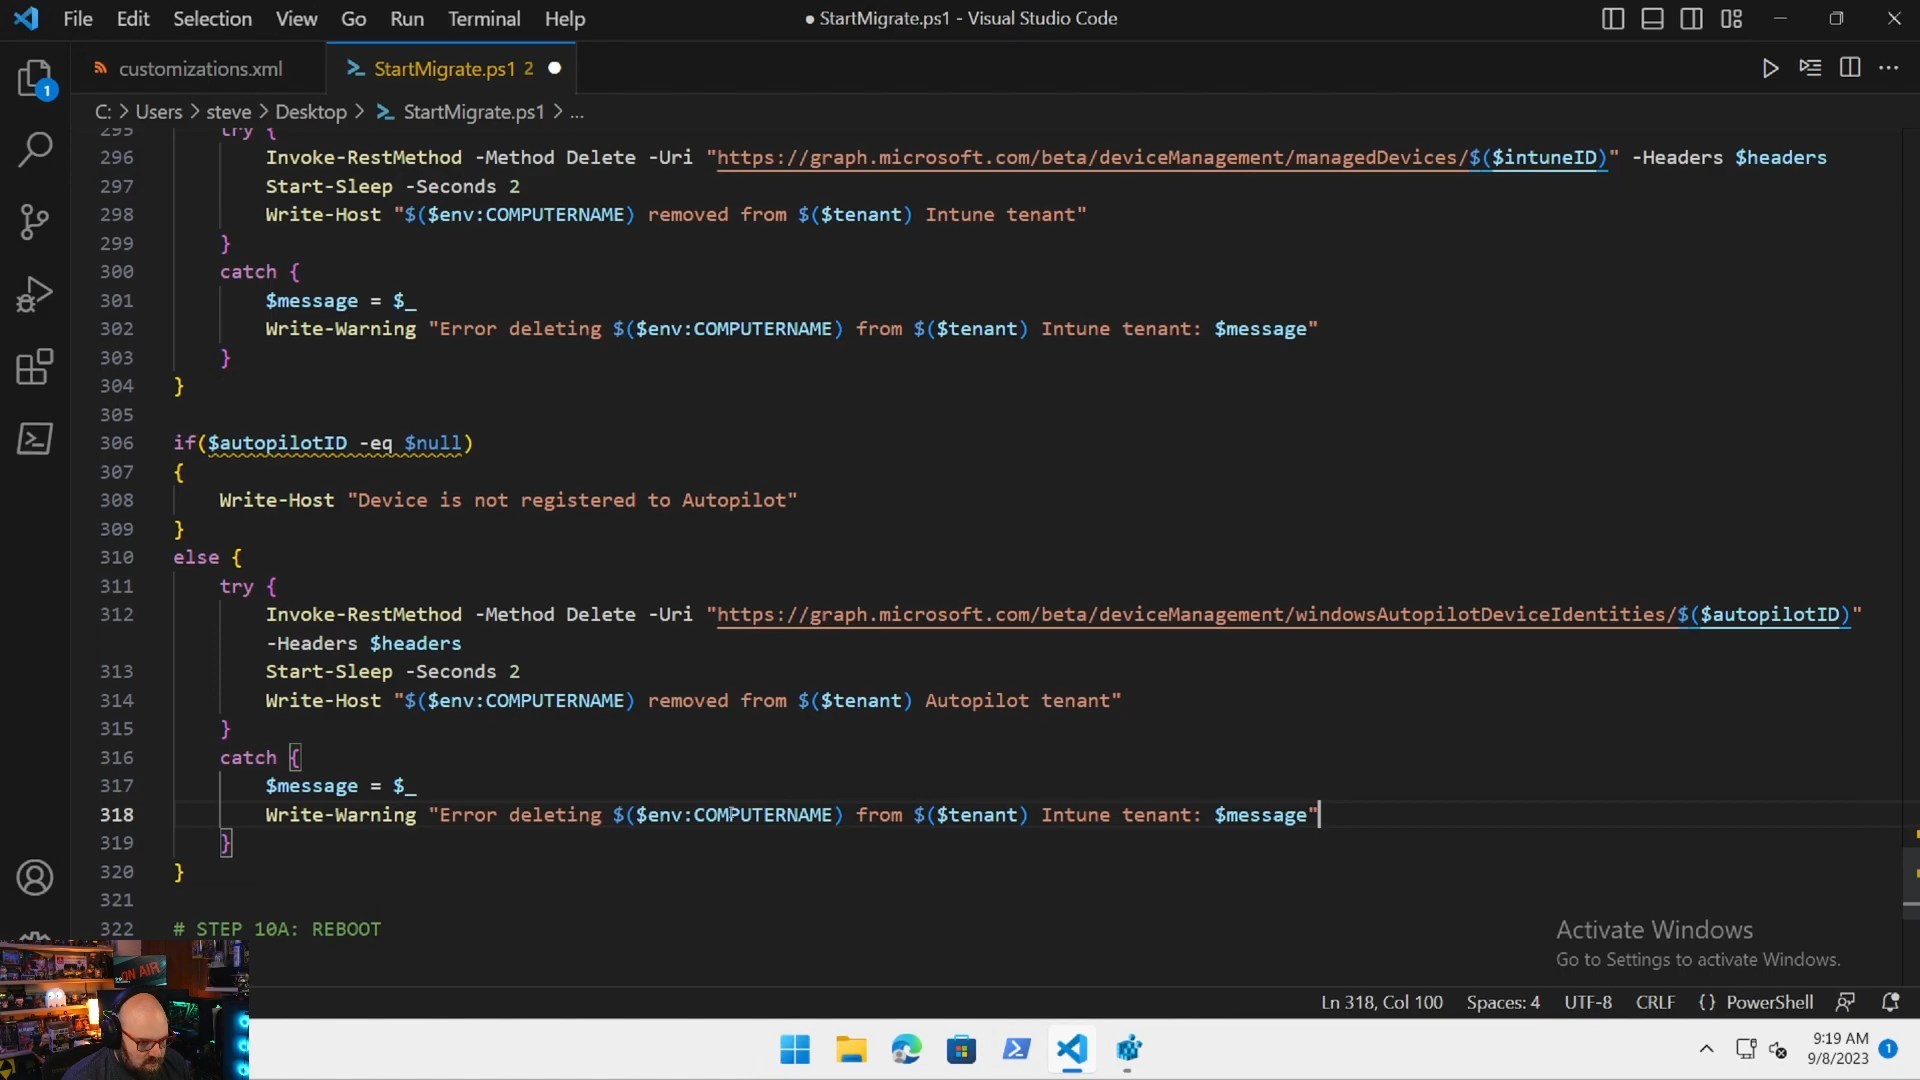 File Edit Selection View Go Run Terminal Help
● StartMigrate.ps1 - Visual Studio Code
1
customizations.xml
StartMigrate.ps1 2 ●
C: > Users > steve > Desktop > StartMigrate.ps1 > ...
295 try {
296 Invoke-RestMethod -Method Delete -Uri "https://graph.microsoft.com/beta/deviceManagement/managedDevices/$($intuneID)" -Headers $headers
297 Start-Sleep -Seconds 2
298 Write-Host "$($env:COMPUTERNAME) removed from $($tenant) Intune tenant"
299 }
300 catch {
301 $message = $_
302 Write-Warning "Error deleting $($env:COMPUTERNAME) from $($tenant) Intune tenant: $message"
303 }
304 }
305
306 if($autopilotID -eq $null)
307 {
308 Write-Host "Device is not registered to Autopilot"
309 }
310 else {
311 try {
312 Invoke-RestMethod -Method Delete -Uri "https://graph.microsoft.com/beta/deviceManagement/windowsAutopilotDeviceIdentities/$($autopilotID)"
-Headers $headers
313 Start-Sleep -Seconds 2
314 Write-Host "$($env:COMPUTERNAME) removed from $($tenant) Autopilot tenant"
315 }
316 catch {
317 $message = $_
318 Write-Warning "Error deleting $($env:COMPUTERNAME) from $($tenant) Intune tenant: $message"
319 }
320 }
321
322 # STEP 10A: REBOOT
Activate Windows
Go to Settings to activate Windows.
ON AIR
Ln 318, Col 100 Spaces: 4 UTF-8 CRLF {} PowerShell
9:19 AM
9/8/2023
1